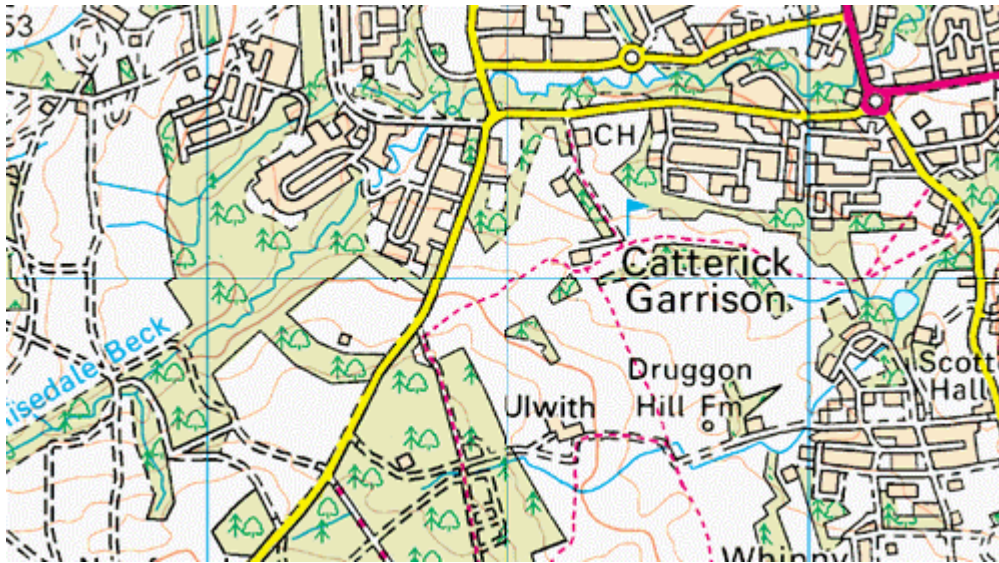 53
CH
Catterick
Garrison
Druggon
Hill Fm
Ulwith
Scott
Hall
isedale Beck
Whinny